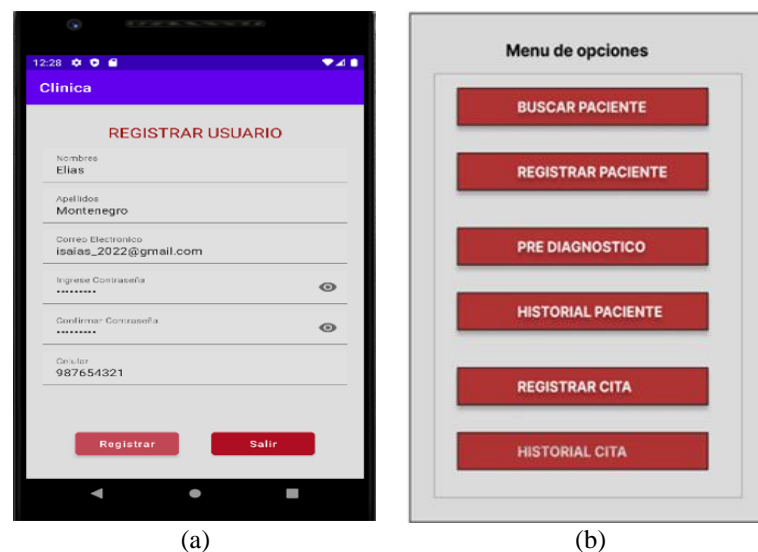 12:28
Clinica
REGISTRAR USUARIO
Nombres
Elias
Apellidos
Montenegro
Correo Electronico
isaias_2022@gmail.com
Ingrese Contraseña
•••••••••
Confirmar Contraseña
•••••••••
Celular
987654321
Registrar Salir
(a)
Menu de opciones
BUSCAR PACIENTE
REGISTRAR PACIENTE
PRE DIAGNOSTICO
HISTORIAL PACIENTE
REGISTRAR CITA
HISTORIAL CITA
(b)